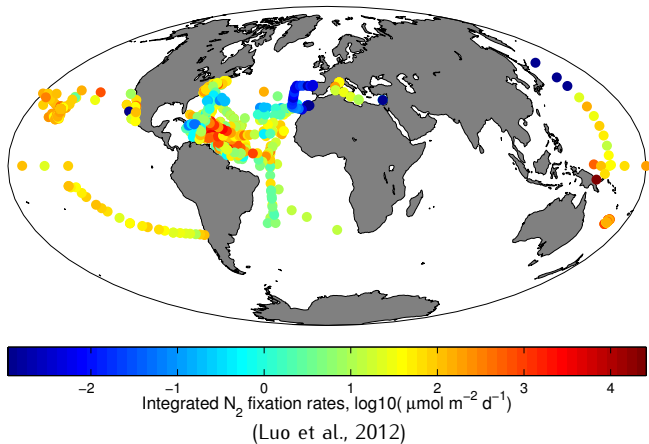 −2 −1 0 1 2 3 4
Integrated N₂ fixation rates, log10( μmol m⁻² d⁻¹)
(Luo et al., 2012)